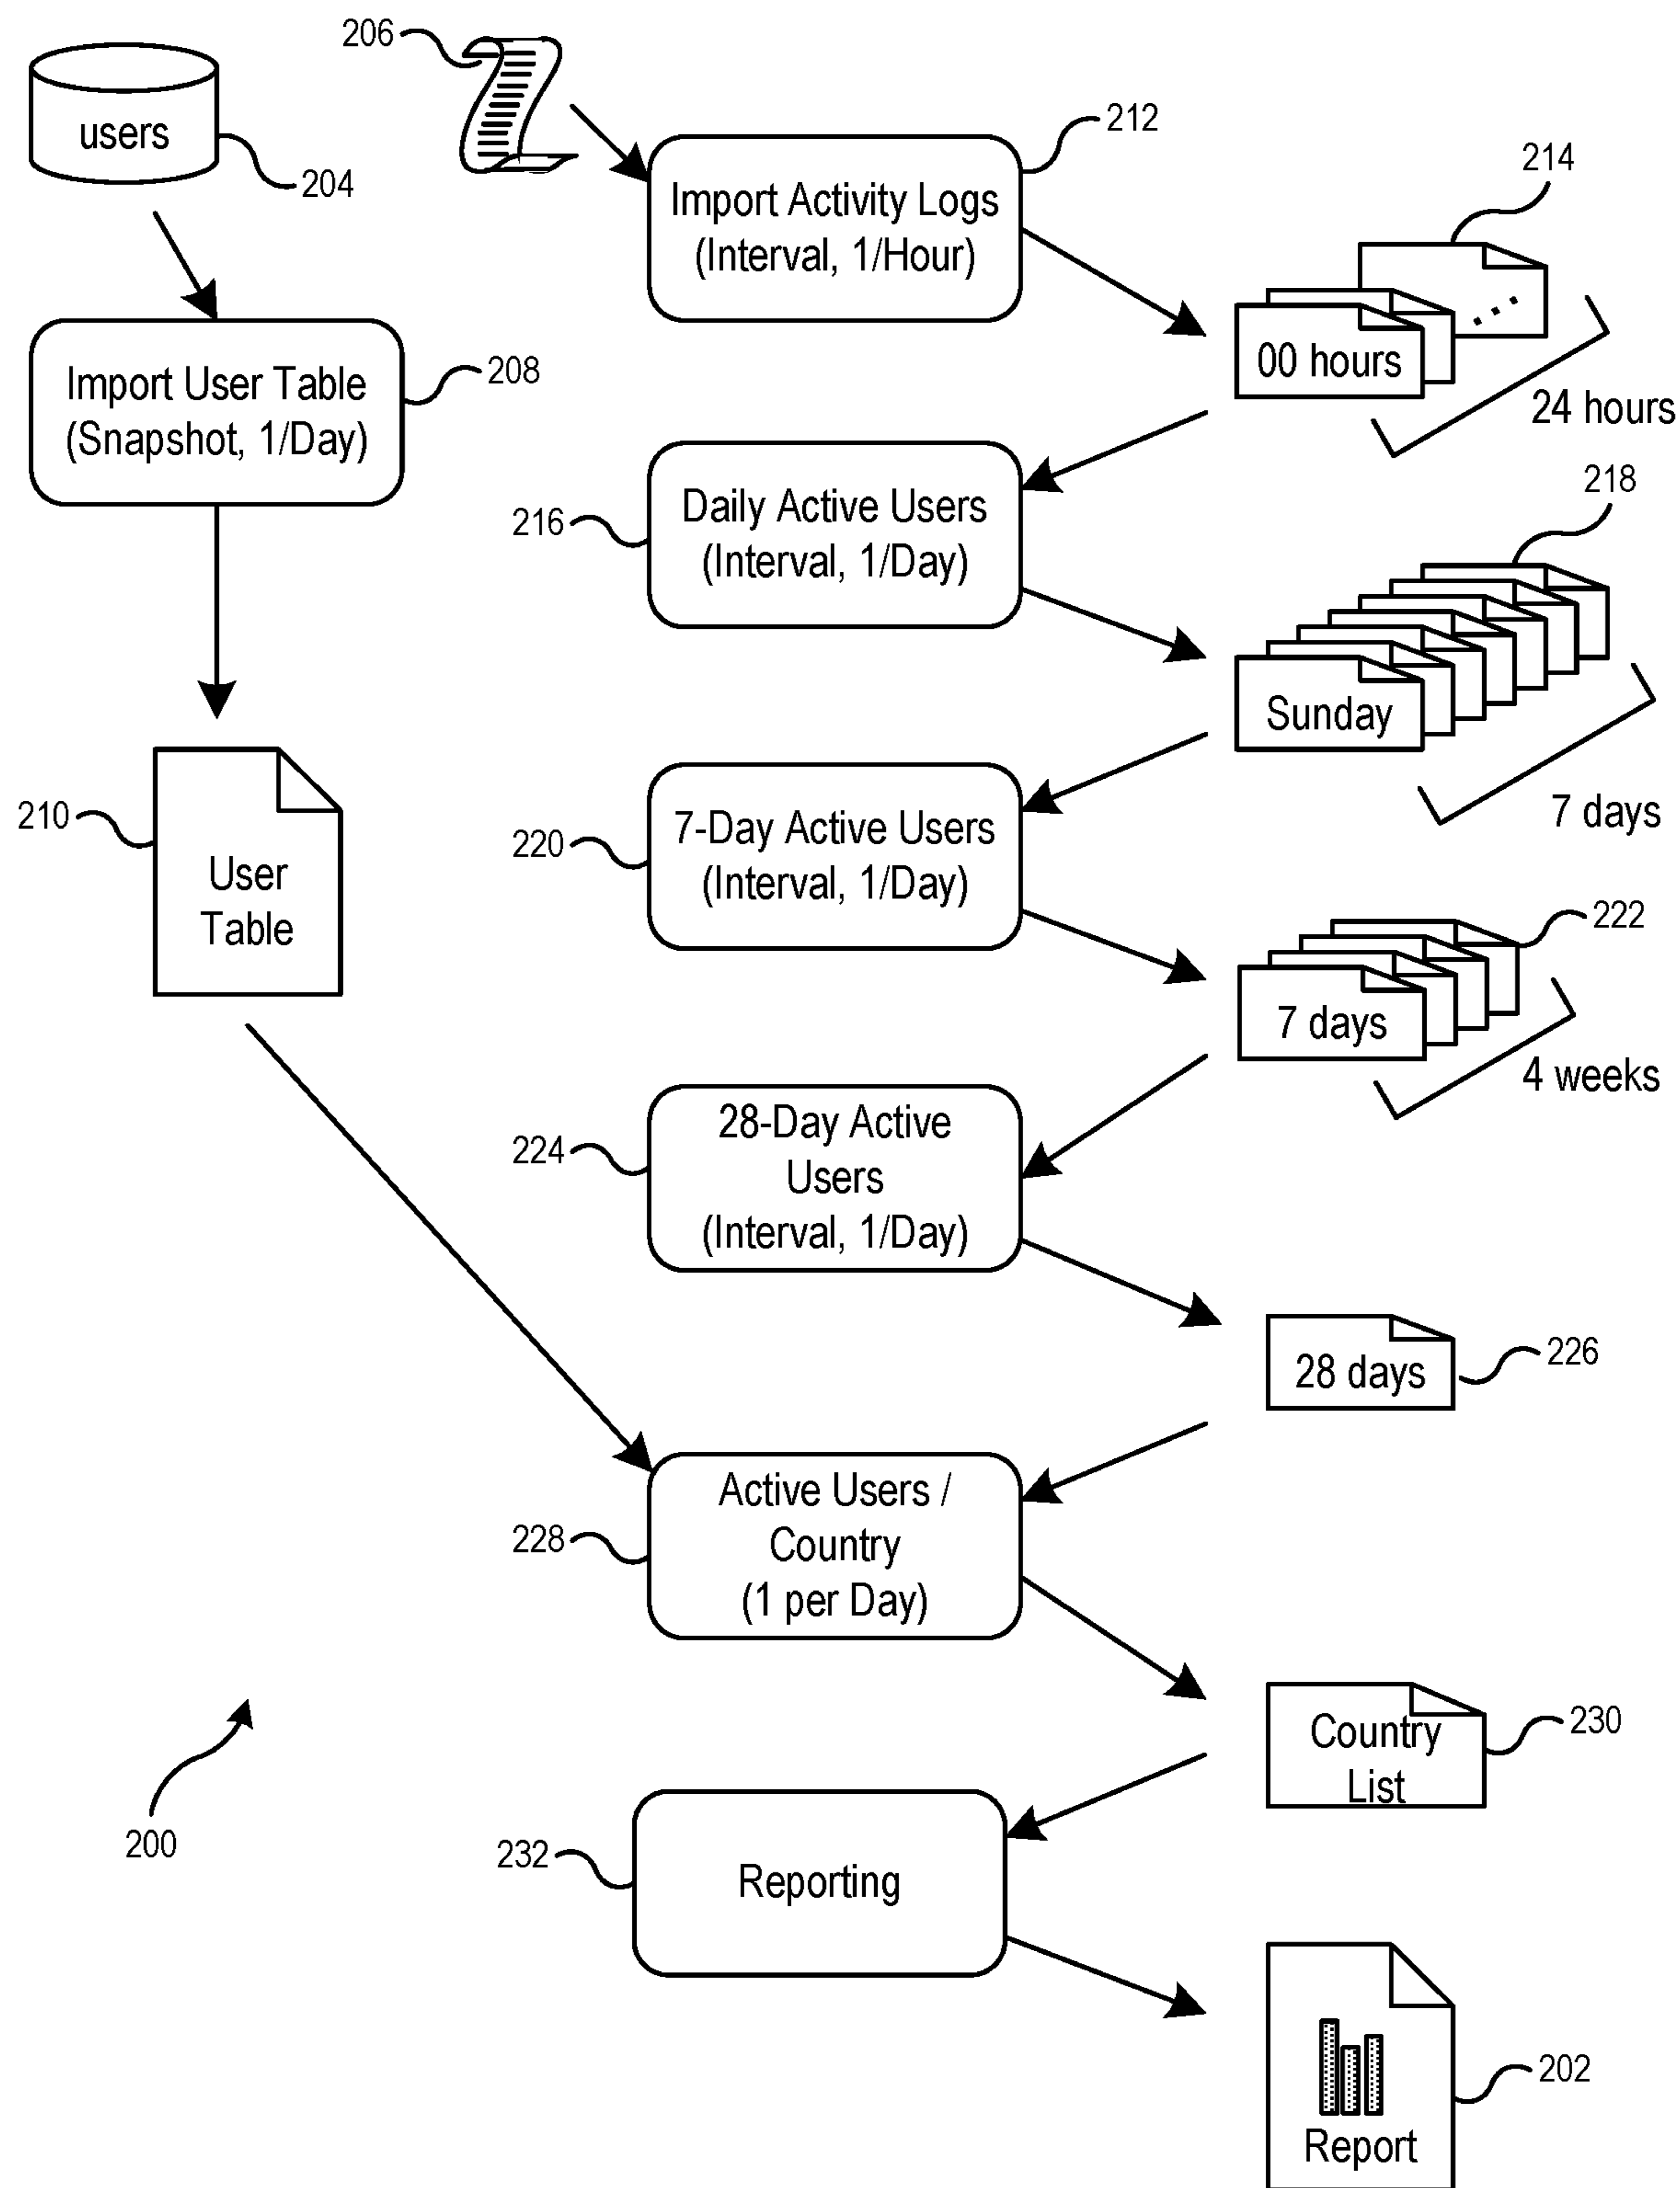 206
users
204
212
Import Activity Logs
(Interval, 1/Hour)
214
00 hours
24 hours
Import User Table
(Snapshot, 1/Day)
208
216
Daily Active Users
(Interval, 1/Day)
218
Sunday
7 days
210
User
Table
220
7-Day Active Users
(Interval, 1/Day)
222
7 days
4 weeks
224
28-Day Active
Users
(Interval, 1/Day)
28 days
226
228
Active Users /
Country
(1 per Day)
Country
List
230
200
232
Reporting
202
Report